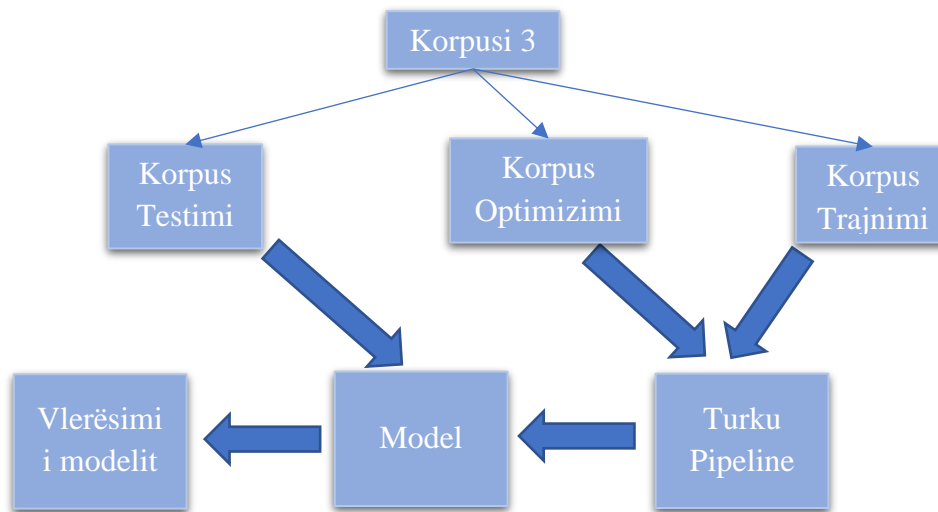 Korpusi 3
Korpus
Testimi
Korpus
Optimizimi
Korpus
Trajnimi
Vlerësimi
i modelit
Model
Turku
Pipeline